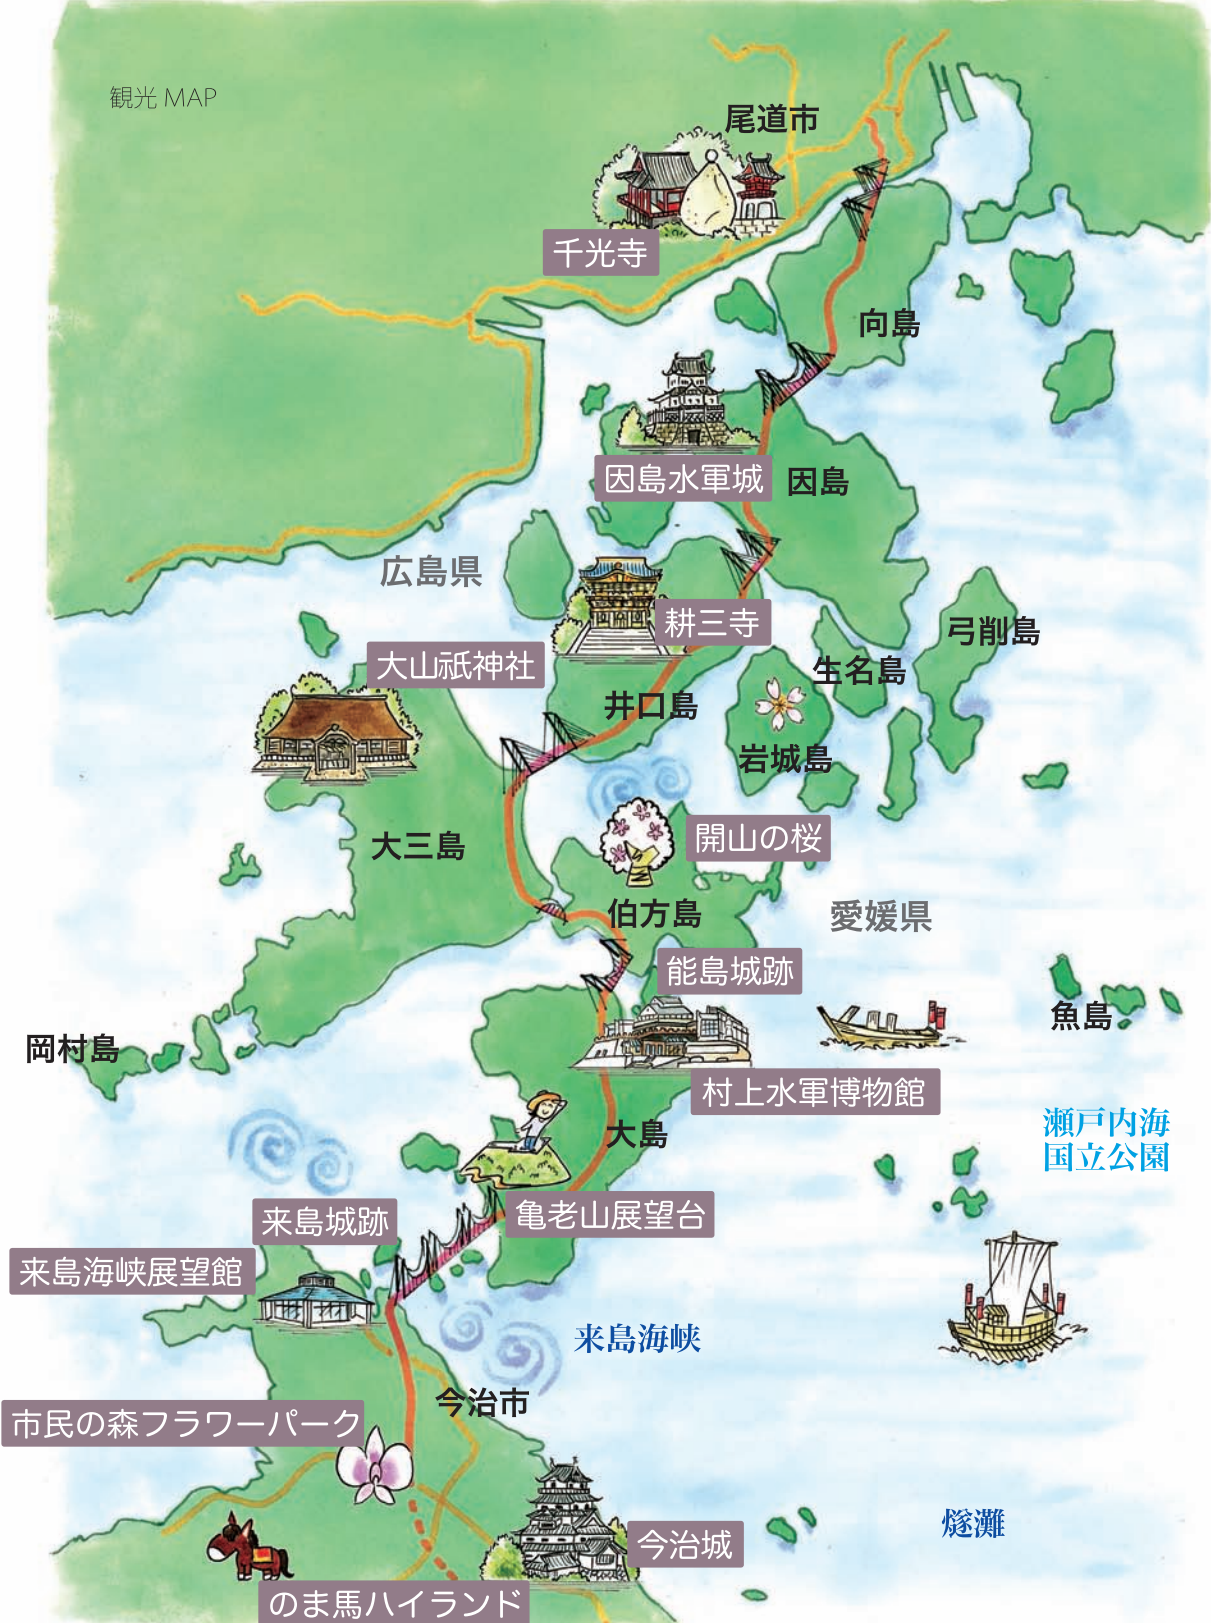 観光 MAP
尾道市
千光寺
向島
因島水軍城
因島
広島県
耕三寺
弓削島
大山祇神社
生名島
井口島
岩城島
開山の桜
大三島
伯方島
愛媛県
能島城跡
魚島
岡村島
村上水軍博物館
瀬戸内海
国立公園
大島
来島城跡
亀老山展望台
来島海峡展望館
来島海峡
今治市
市民の森フラワーパーク
燧灘
今治城
のま馬ハイランド